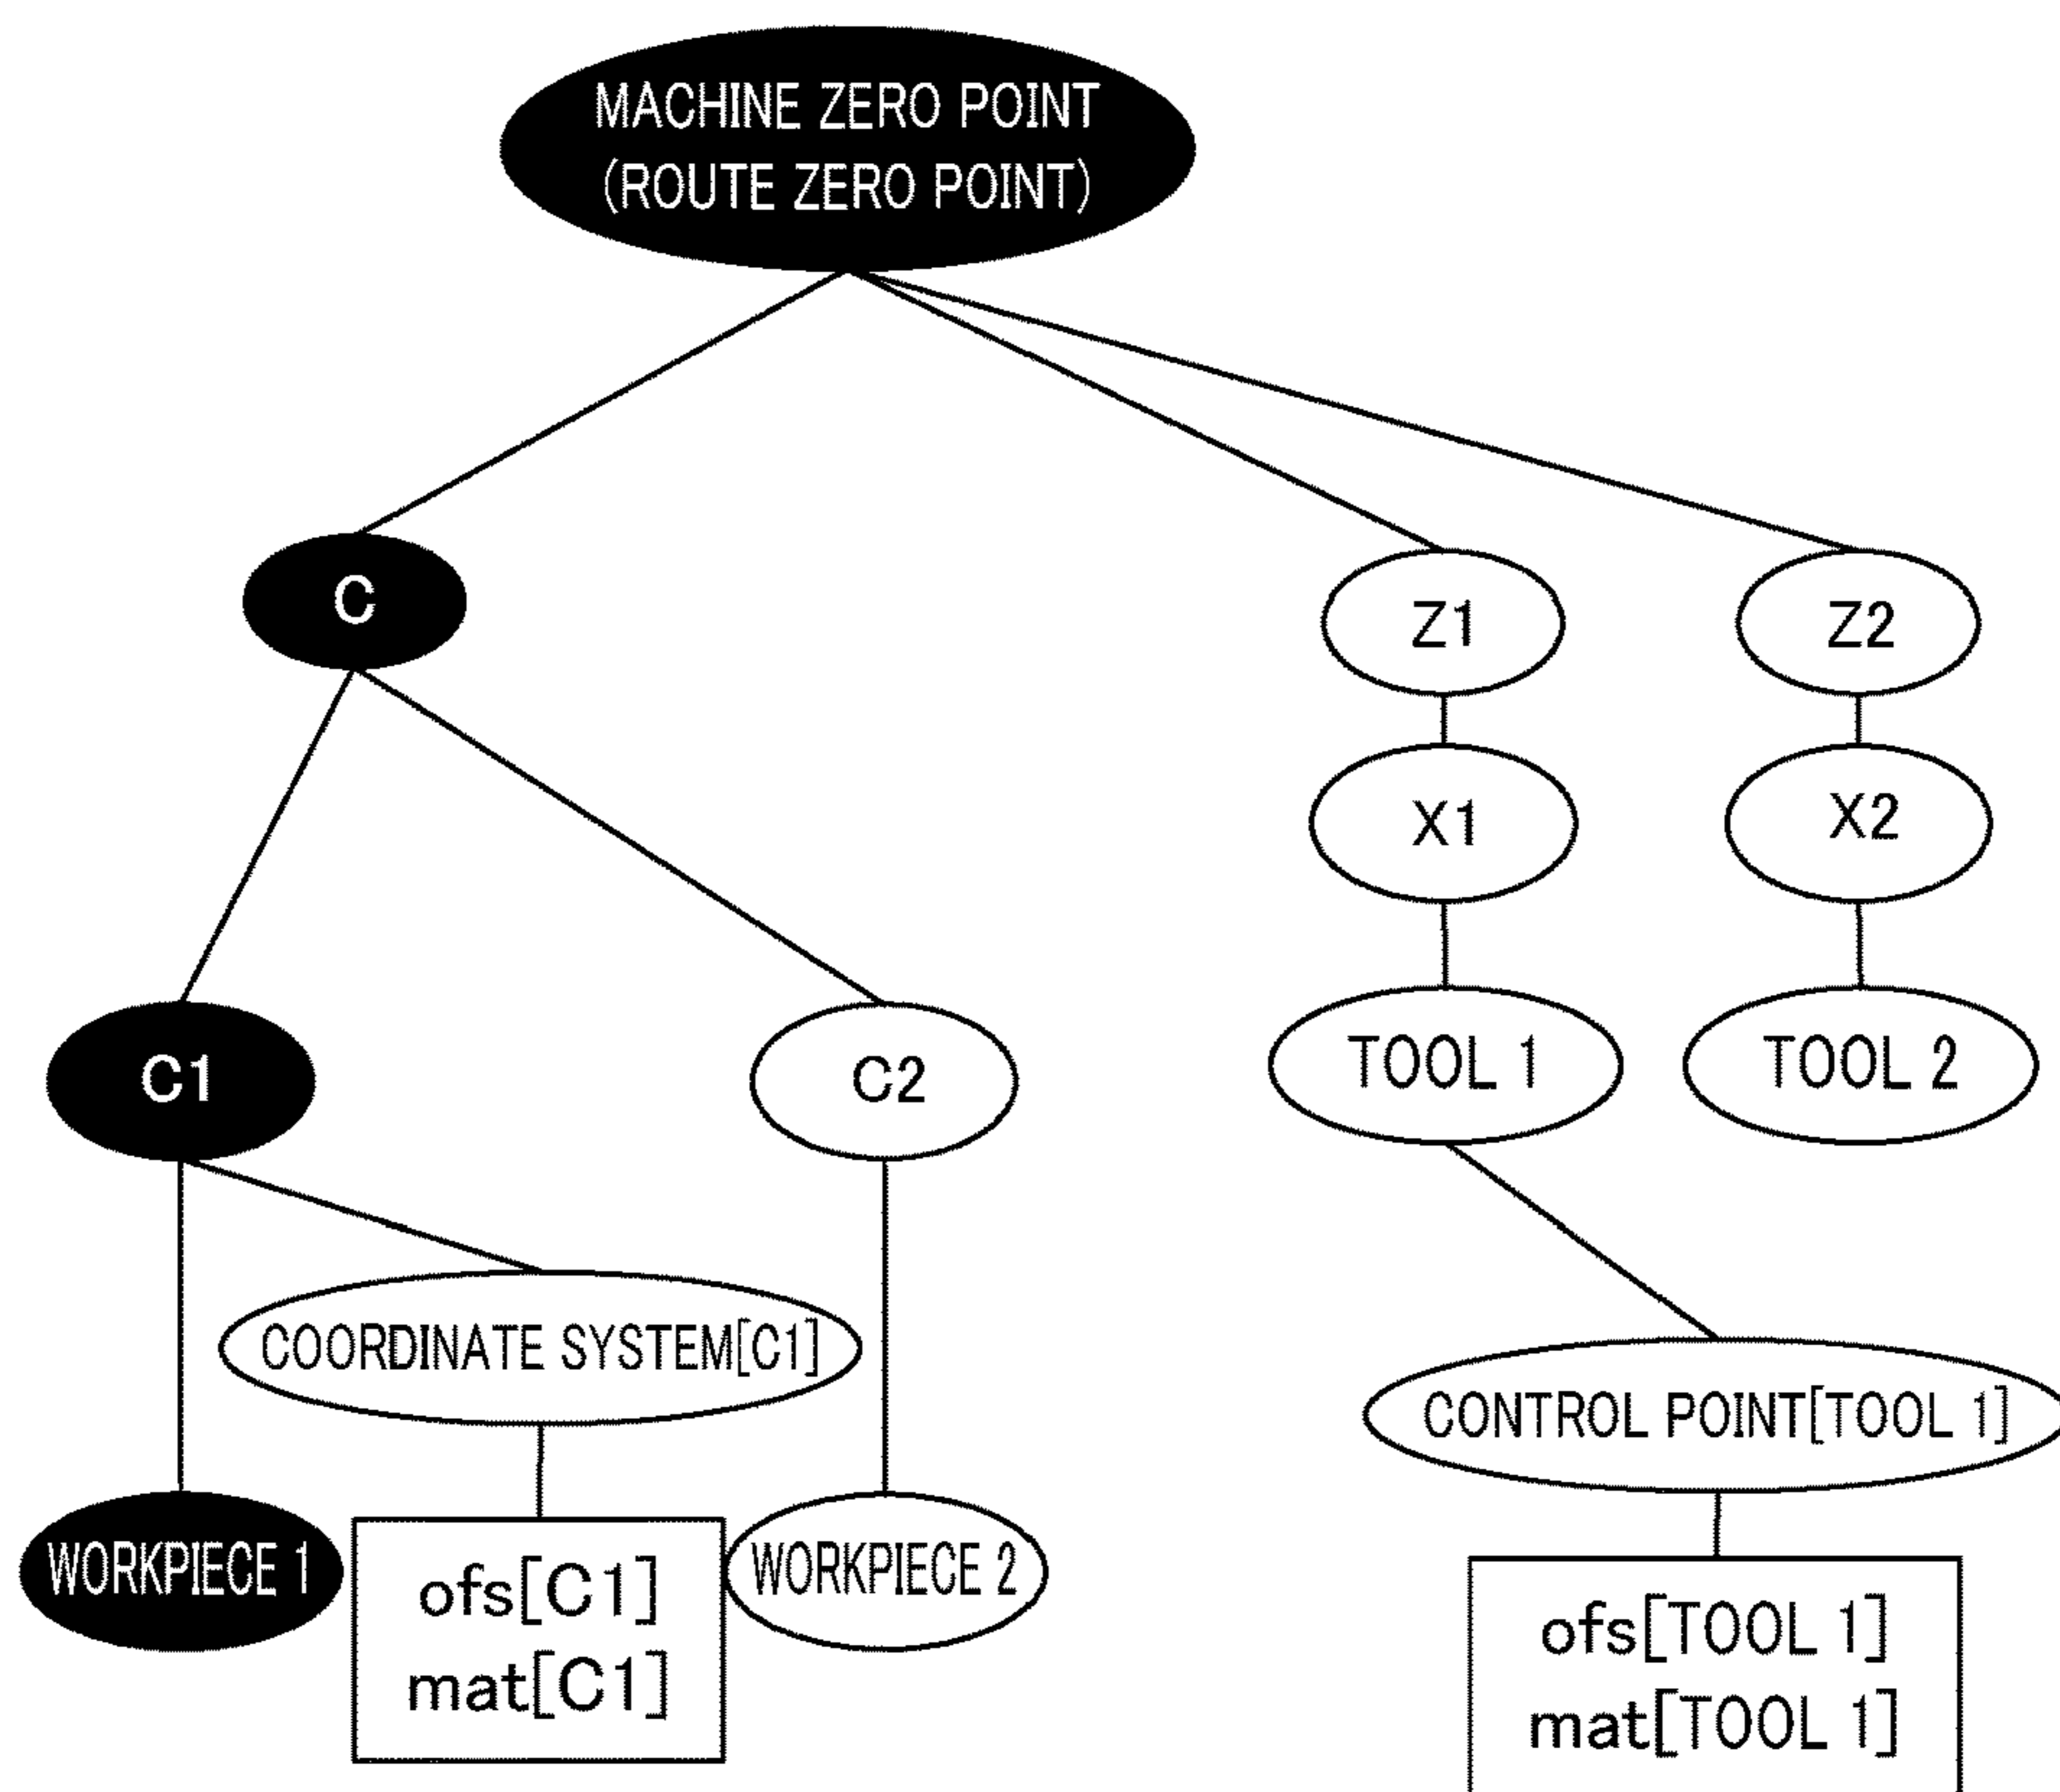 MACHINE ZERO POINT
(ROUTE ZERO POINT)
C
Z1
Z2
X1
X2
C1
C2
TOOL 1
TOOL 2
COORDINATE SYSTEM[C1]
CONTROL POINT[TOOL 1]
WORKPIECE 1
ofs[C1]
mat[C1]
WORKPIECE 2
ofs[TOOL 1]
mat[TOOL 1]